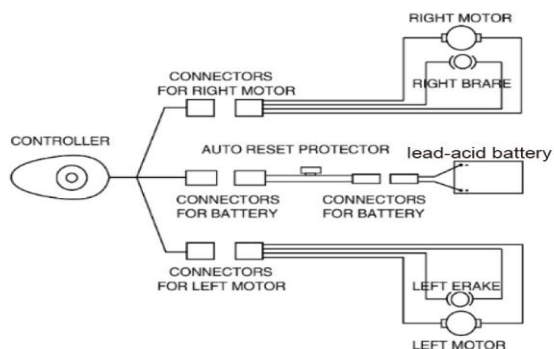 RIGHT MOTOR
RIGHT BRARE
CONNECTORS
FOR RIGHT MOTOR
CONTROLLER
AUTO RESET PROTECTOR
lead-acid battery
CONNECTORS
FOR BATTERY
CONNECTORS
FOR BATTERY
CONNECTORS
FOR LEFT MOTOR
LEFT ERAKE
LEFT MOTOR